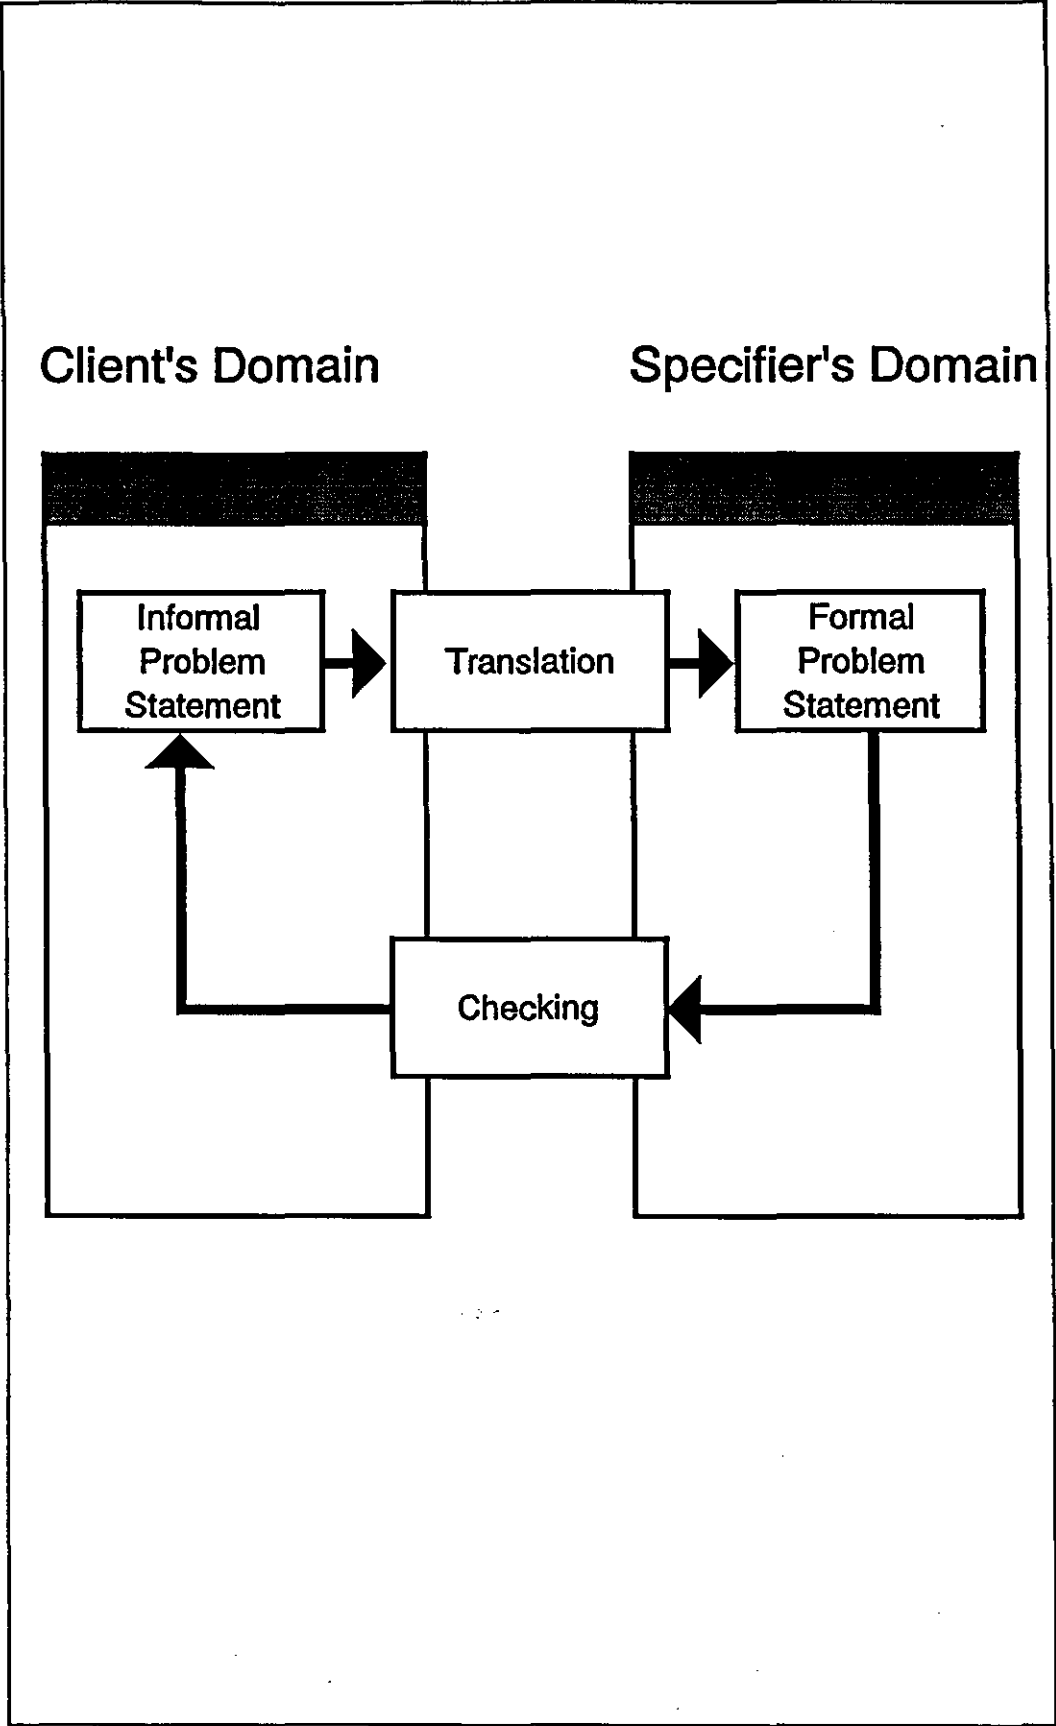 Client's Domain
Specifier's Domain
Informal
Problem
Statement
Translation
Formal
Problem
Statement
Checking